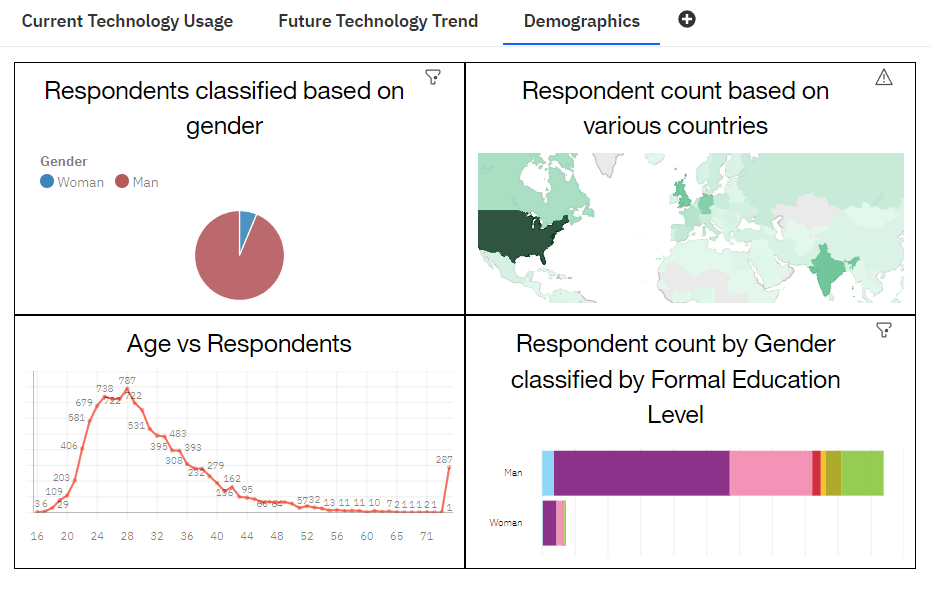 Current Technology Usage Future Technology Trend Demographics
Respondents classified based on
gender
Gender
Woman Man
Respondent count based on
various countries
Age vs Respondents
787
738
679 722 722
581
531 483
406 395 393
308 287
279
203 232
162
109 136 95
3 6 29 66 64 57 32 13 11 11 10 7 2 1 1 1 2 1 1
16 20 24 28 32 36 40 44 48 52 56 60 65 71
Respondent count by Gender
classified by Formal Education
Level
Man
Woman